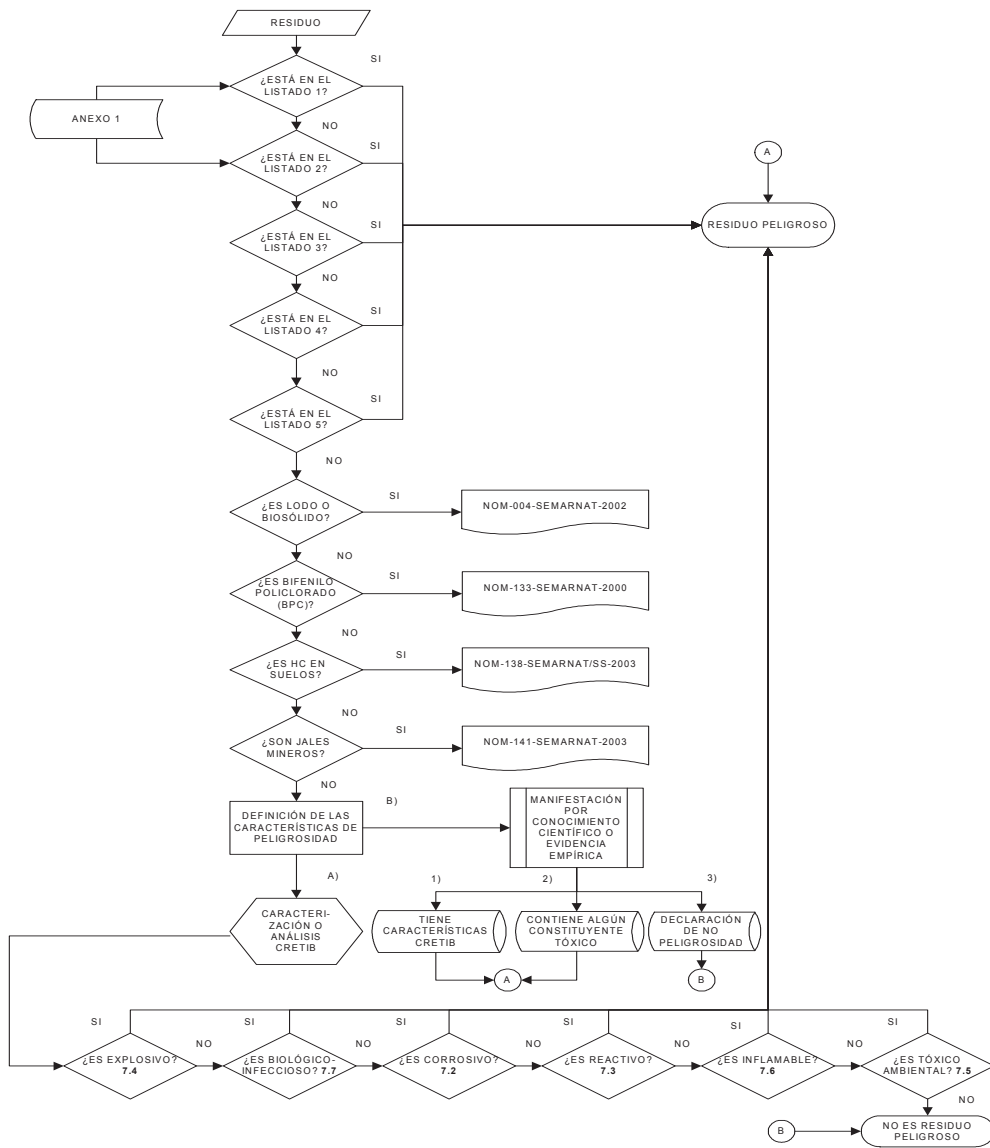 RESIDUO
SI
¿ESTÁ EN EL
LISTADO 1?
ANEXO 1
NO
SI
¿ESTÁ EN EL
LISTADO 2?
A
NO
SI
RESIDUO PELIGROSO
¿ESTÁ EN EL
LISTADO 3?
NO
SI
¿ESTÁ EN EL
LISTADO 4?
NO
SI
¿ESTÁ EN EL
LISTADO 5?
NO
SI
¿ES LODO O
BIOSÓLIDO?
NOM-004-SEMARNAT-2002
NO
SI
¿ES BIFENILO
POLICLORADO
(BPC)?
NOM-133-SEMARNAT-2000
NO
SI
¿ES HC EN
SUELOS?
NOM-138-SEMARNAT/SS-2003
NO
SI
¿SON JALES
MINEROS?
NOM-141-SEMARNAT-2003
NO
B)
DEFINICIÓN DE LAS
CARACTERÍSTICAS DE
PELIGROSIDAD
MANIFESTACIÓN
POR
CONOCIMIENTO
CIENTÍFICO O
EVIDENCIA
EMPÍRICA
A)
1)
2)
3)
CARACTERI-
ZACIÓN O
ANÁLISIS
CRETIB
TIENE
CARACTERÍSTICAS
CRETIB
CONTIENE ALGÚN
CONSTITUYENTE
TÓXICO
DECLARACIÓN
DE NO
PELIGROSIDAD
A
B
SI
SI
SI
SI
SI
SI
¿ES EXPLOSIVO?
7.4
NO
¿ES BIOLÓGICO-
INFECCIOSO? 7.7
NO
¿ES CORROSIVO?
7.2
NO
¿ES REACTIVO?
7.3
NO
¿ES INFLAMABLE?
7.6
NO
¿ES TÓXICO
AMBIENTAL? 7.5
NO
B
NO ES RESIDUO
PELIGROSO